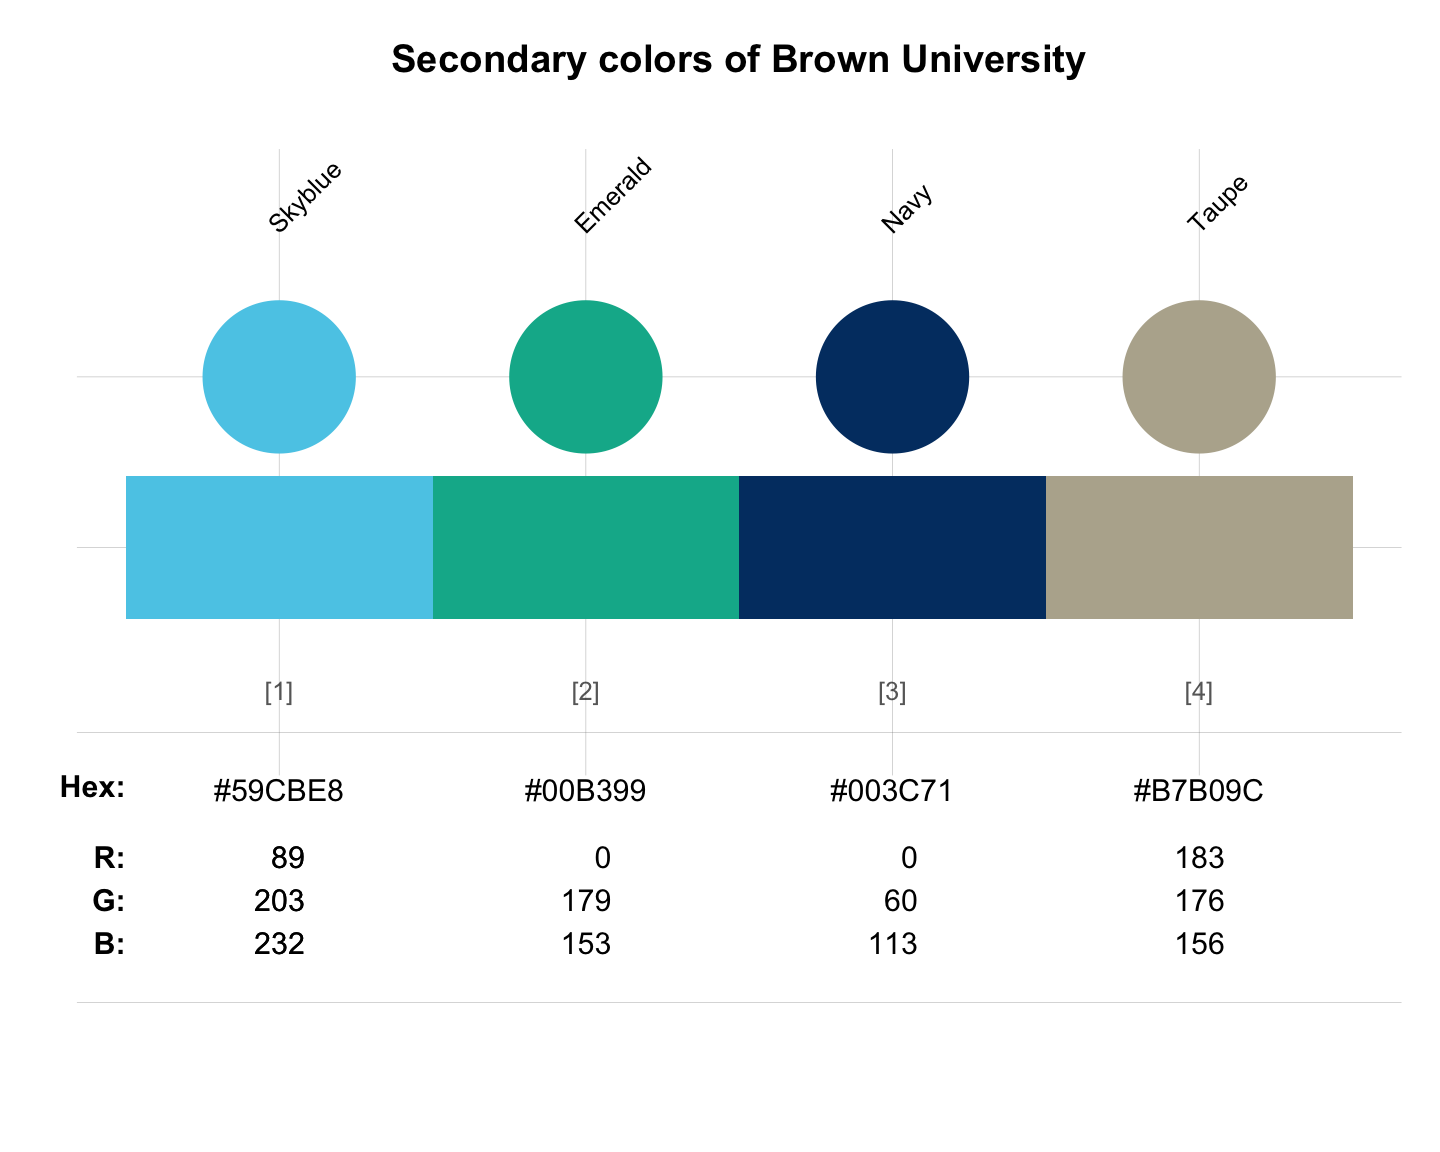 Secondary colors of Brown University
Skyblue Emerald Navy Taupe
[1] [2] [3] [4]
Hex: #59CBE8 #00B399 #003C71 #B7B09C
R: 89 0 0 183
G: 203 179 60 176
B: 232 153 113 156